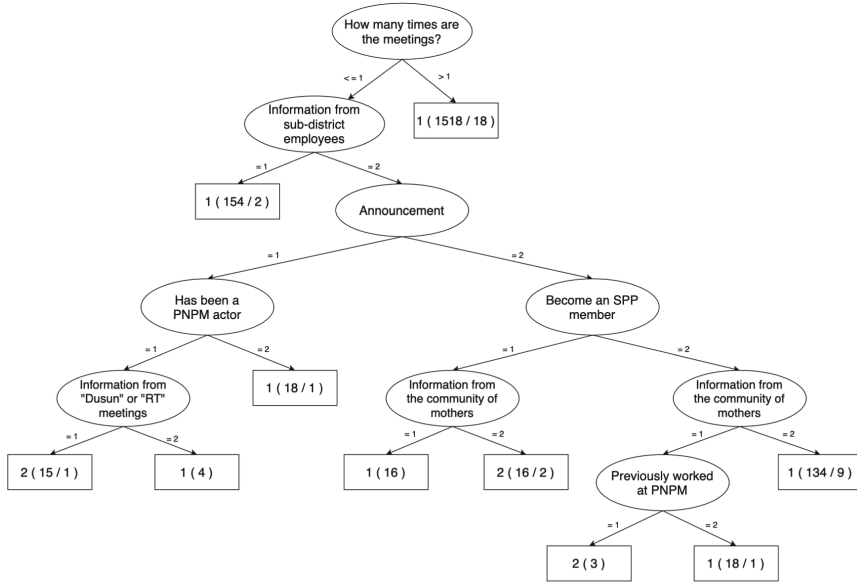 How many times are
the meetings?
<= 1
> 1
Information from
sub-district
employees
1 ( 1518 / 18 )
= 1
= 2
1 ( 154 / 2 )
Announcement
= 1
= 2
Has been a
PNPM actor
Become an SPP
member
= 1
= 2
= 1
= 2
Information from
"Dusun" or "RT"
meetings
1 ( 18 / 1 )
Information from
the community of
mothers
Information from
the community of
mothers
= 1
= 2
= 1
= 2
= 1
= 2
2 ( 15 / 1 )
1 ( 4 )
1 ( 16 )
2 ( 16 / 2 )
Previously worked
at PNPM
1 ( 134 / 9 )
= 1
= 2
2 ( 3 )
1 ( 18 / 1 )